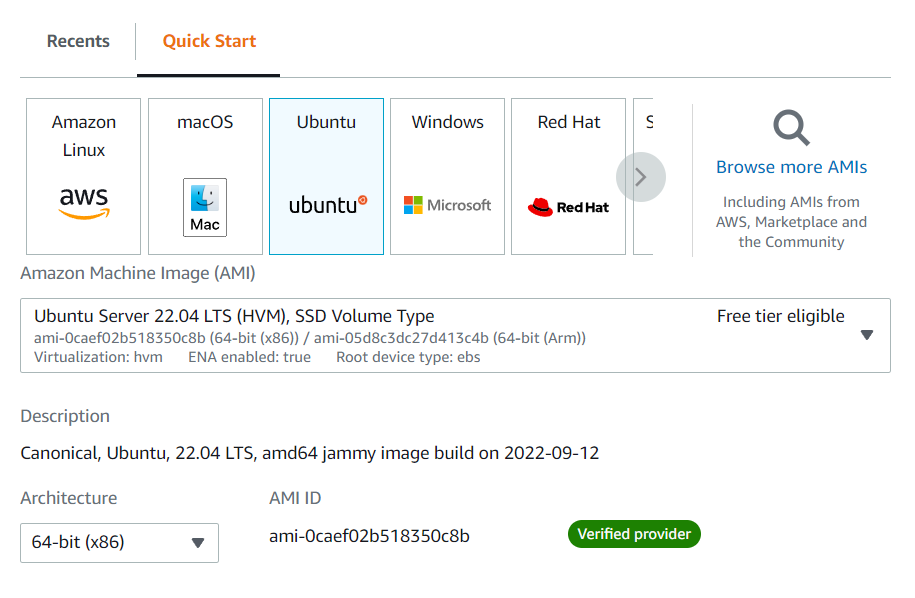 Recents
Quick Start
Amazon
Linux
aws
macOS
Mac
Ubuntu
ubuntu
Windows
Microsoft
Red Hat
Red Hat
S
Browse more AMIs
Including AMIs from
AWS, Marketplace and
the Community
Amazon Machine Image (AMI)
Ubuntu Server 22.04 LTS (HVM), SSD Volume Type
Free tier eligible
ami-0caef02b518350c8b (64-bit (x86)) / ami-05d8c3dc27d413c4b (64-bit (Arm))
Virtualization: hvm ENA enabled: true Root device type: ebs
Description
Canonical, Ubuntu, 22.04 LTS, amd64 jammy image build on 2022-09-12
Architecture
AMI ID
64-bit (x86)
ami-0caef02b518350c8b
Verified provider